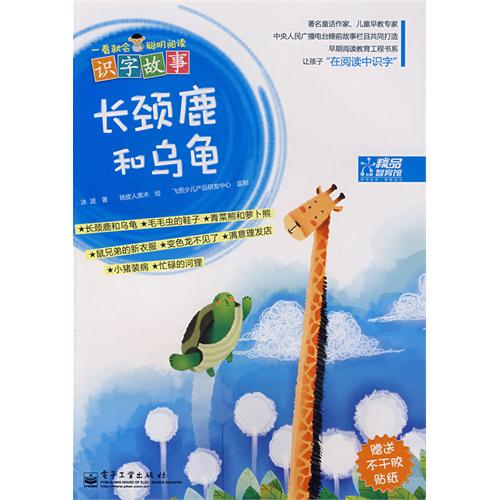 著名童话作家、儿童早教专家
中央人民广播电台睡前故事栏目共同打造
早期阅读教育工程书系
让孩子“在阅读中识字”
一看就会 聪明阅读
识字故事
长颈鹿
和乌龟
精品
智育馆
冰波 著 铁皮人美术 绘 飞思少儿产品研发中心 监制
★长颈鹿和乌龟 ★毛毛虫的鞋子 ★青菜熊和萝卜熊
★鼠兄弟的新衣服 ★变色龙不见了 ★满意理发店
★小猪装病 ★忙碌的河狸
赠送
不干胶
贴纸
电子工业出版社
PUBLISHING HOUSE OF ELECTRONICS INDUSTRY